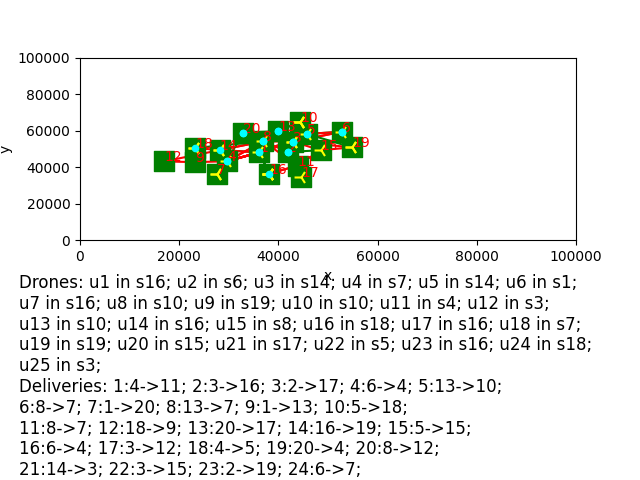 100000
80000
60000
40000
20000
0
y
0 20000 40000 60000 80000 100000
x
Drones: u1 in s16; u2 in s6; u3 in s14; u4 in s7; u5 in s14; u6 in s1;
u7 in s16; u8 in s10; u9 in s19; u10 in s10; u11 in s4; u12 in s3;
u13 in s10; u14 in s16; u15 in s8; u16 in s18; u17 in s16; u18 in s7;
u19 in s19; u20 in s15; u21 in s17; u22 in s5; u23 in s16; u24 in s18;
u25 in s3;
Deliveries: 1:4->11; 2:3->16; 3:2->17; 4:6->4; 5:13->10;
6:8->7; 7:1->20; 8:13->7; 9:1->13; 10:5->18;
11:8->7; 12:18->9; 13:20->17; 14:16->19; 15:5->15;
16:6->4; 17:3->12; 18:4->5; 19:20->4; 20:8->12;
21:14->3; 22:3->15; 23:2->19; 24:6->7;